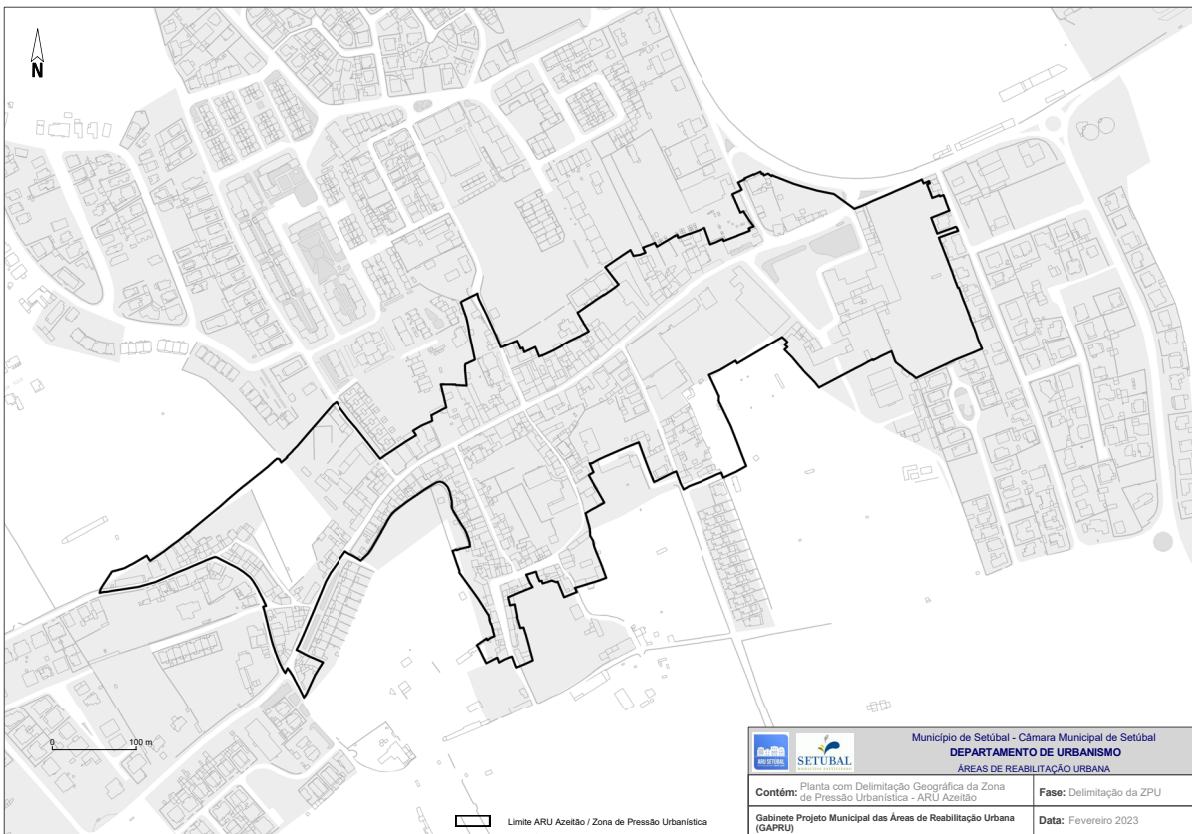 N
0 100 m
Limite ARU Azeitão / Zona de Pressão Urbanística
ARU SETÚBAL
SETÚBAL
Município de Setúbal - Câmara Municipal de Setúbal
DEPARTAMENTO DE URBANISMO
ÁREAS DE REABILITAÇÃO URBANA
Contém: Planta com Delimitação Geográfica da Zona
de Pressão Urbanística - ARU Azeitão
Fase: Delimitação da ZPU
Gabinete Projeto Municipal das Áreas de Reabilitação Urbana
(GAPRU)
Data: Fevereiro 2023